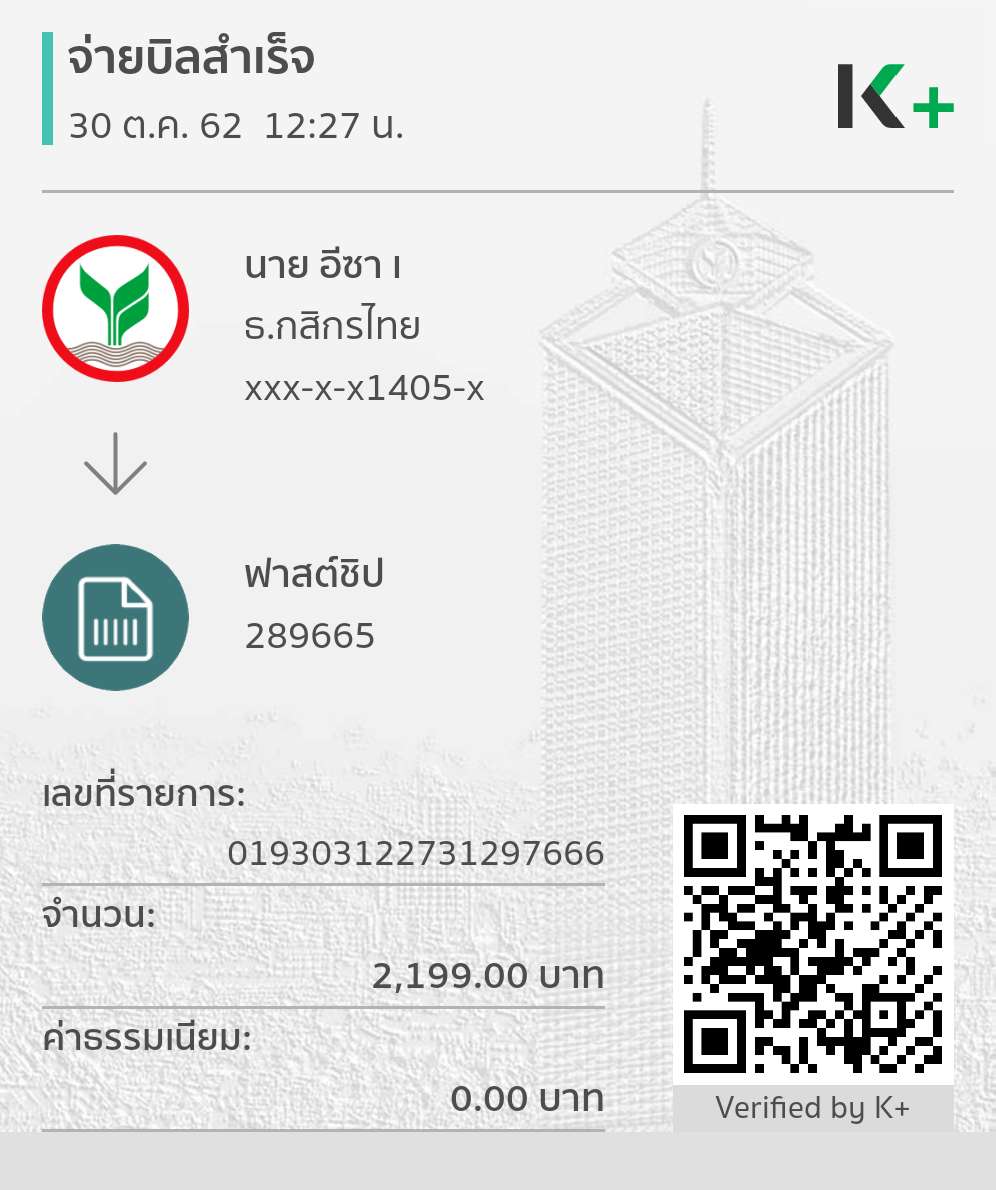 จ่ายบิลสำเร็จ
30 ต.ค. 62 12:27 น.
K+
นาย อีซา เ
ธ.กสิกรไทย
xxx-x-x1405-x
ฟาสต์ชิป
289665
เลขที่รายการ:
019303122731297666
จำนวน:
2,199.00 บาท
ค่าธรรมเนียม:
0.00 บาท
Verified by K+